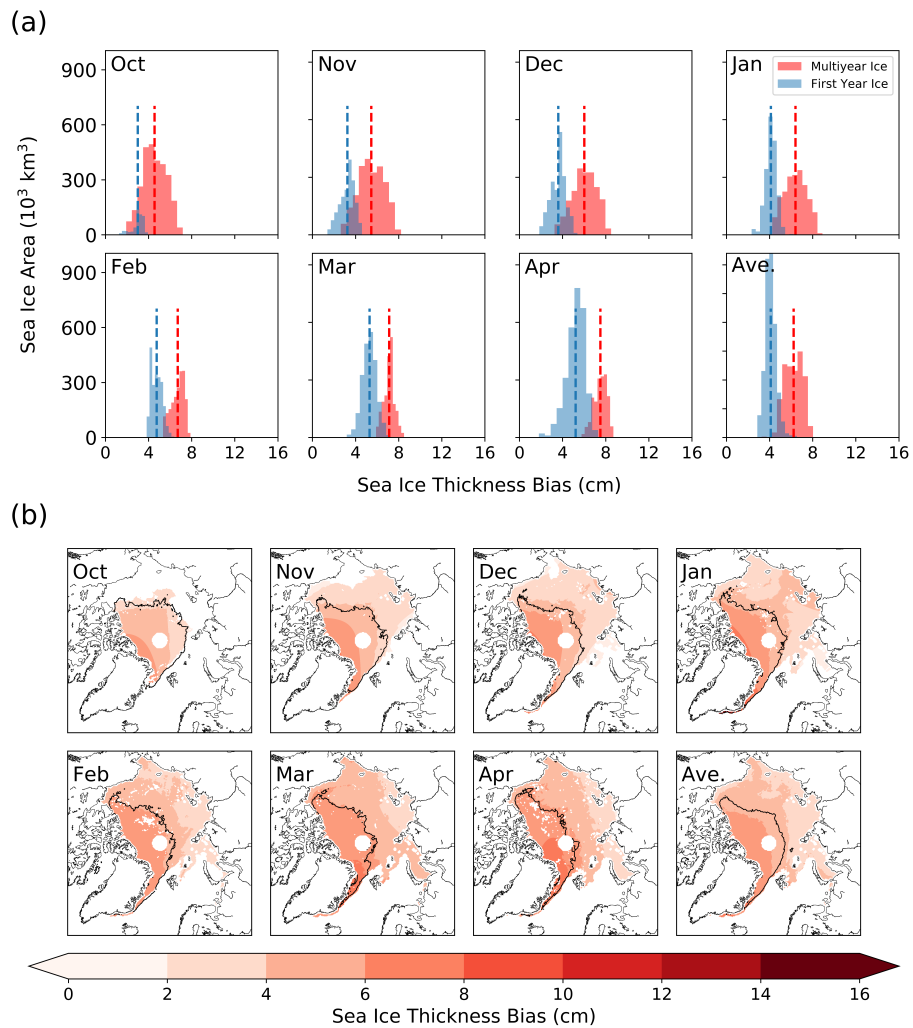 (a)
Oct
Nov
Dec
Jan
Multiyear Ice
First Year Ice
900
600
300
0
Feb
Mar
Apr
Ave.
900
600
300
0
Sea Ice Area (10³ km³)
0 4 8 12 16
0 4 8 12 16
0 4 8 12 16
0 4 8 12 16
Sea Ice Thickness Bias (cm)
(b)
Oct
Nov
Dec
Jan
Feb
Mar
Apr
Ave.
0 2 4 6 8 10 12 14 16
Sea Ice Thickness Bias (cm)